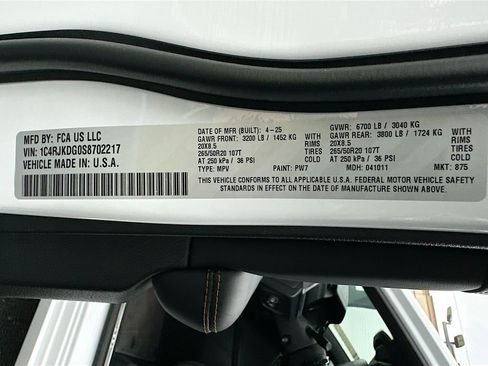 MFD BY: FCA US LLC
VIN: 1C4RJKDG0S8702217
VEHICLE MADE IN: U.S.A.
DATE OF MFR (BUILT): 4-25 GVWR: 6700 LB / 3040 KG
GAWR FRONT: 3200 LB / 1452 KG WITH GAWR REAR: 3800 LB / 1724 KG WITH
20X8.5 RIMS 20X8.5 RIMS
265/50R20 107T TIRES 265/50R20 107T TIRES
AT 250 kPa / 36 PSI COLD AT 250 kPa / 36 PSI COLD
TYPE: MPV PAINT: PW7 MDH: 041011 MKT: 875
THIS VEHICLE CONFORMS TO ALL APPLICABLE U.S.A. FEDERAL MOTOR VEHICLE SAFETY
STANDARDS IN EFFECT ON THE DATE OF MANUFACTURE SHOWN ABOVE.